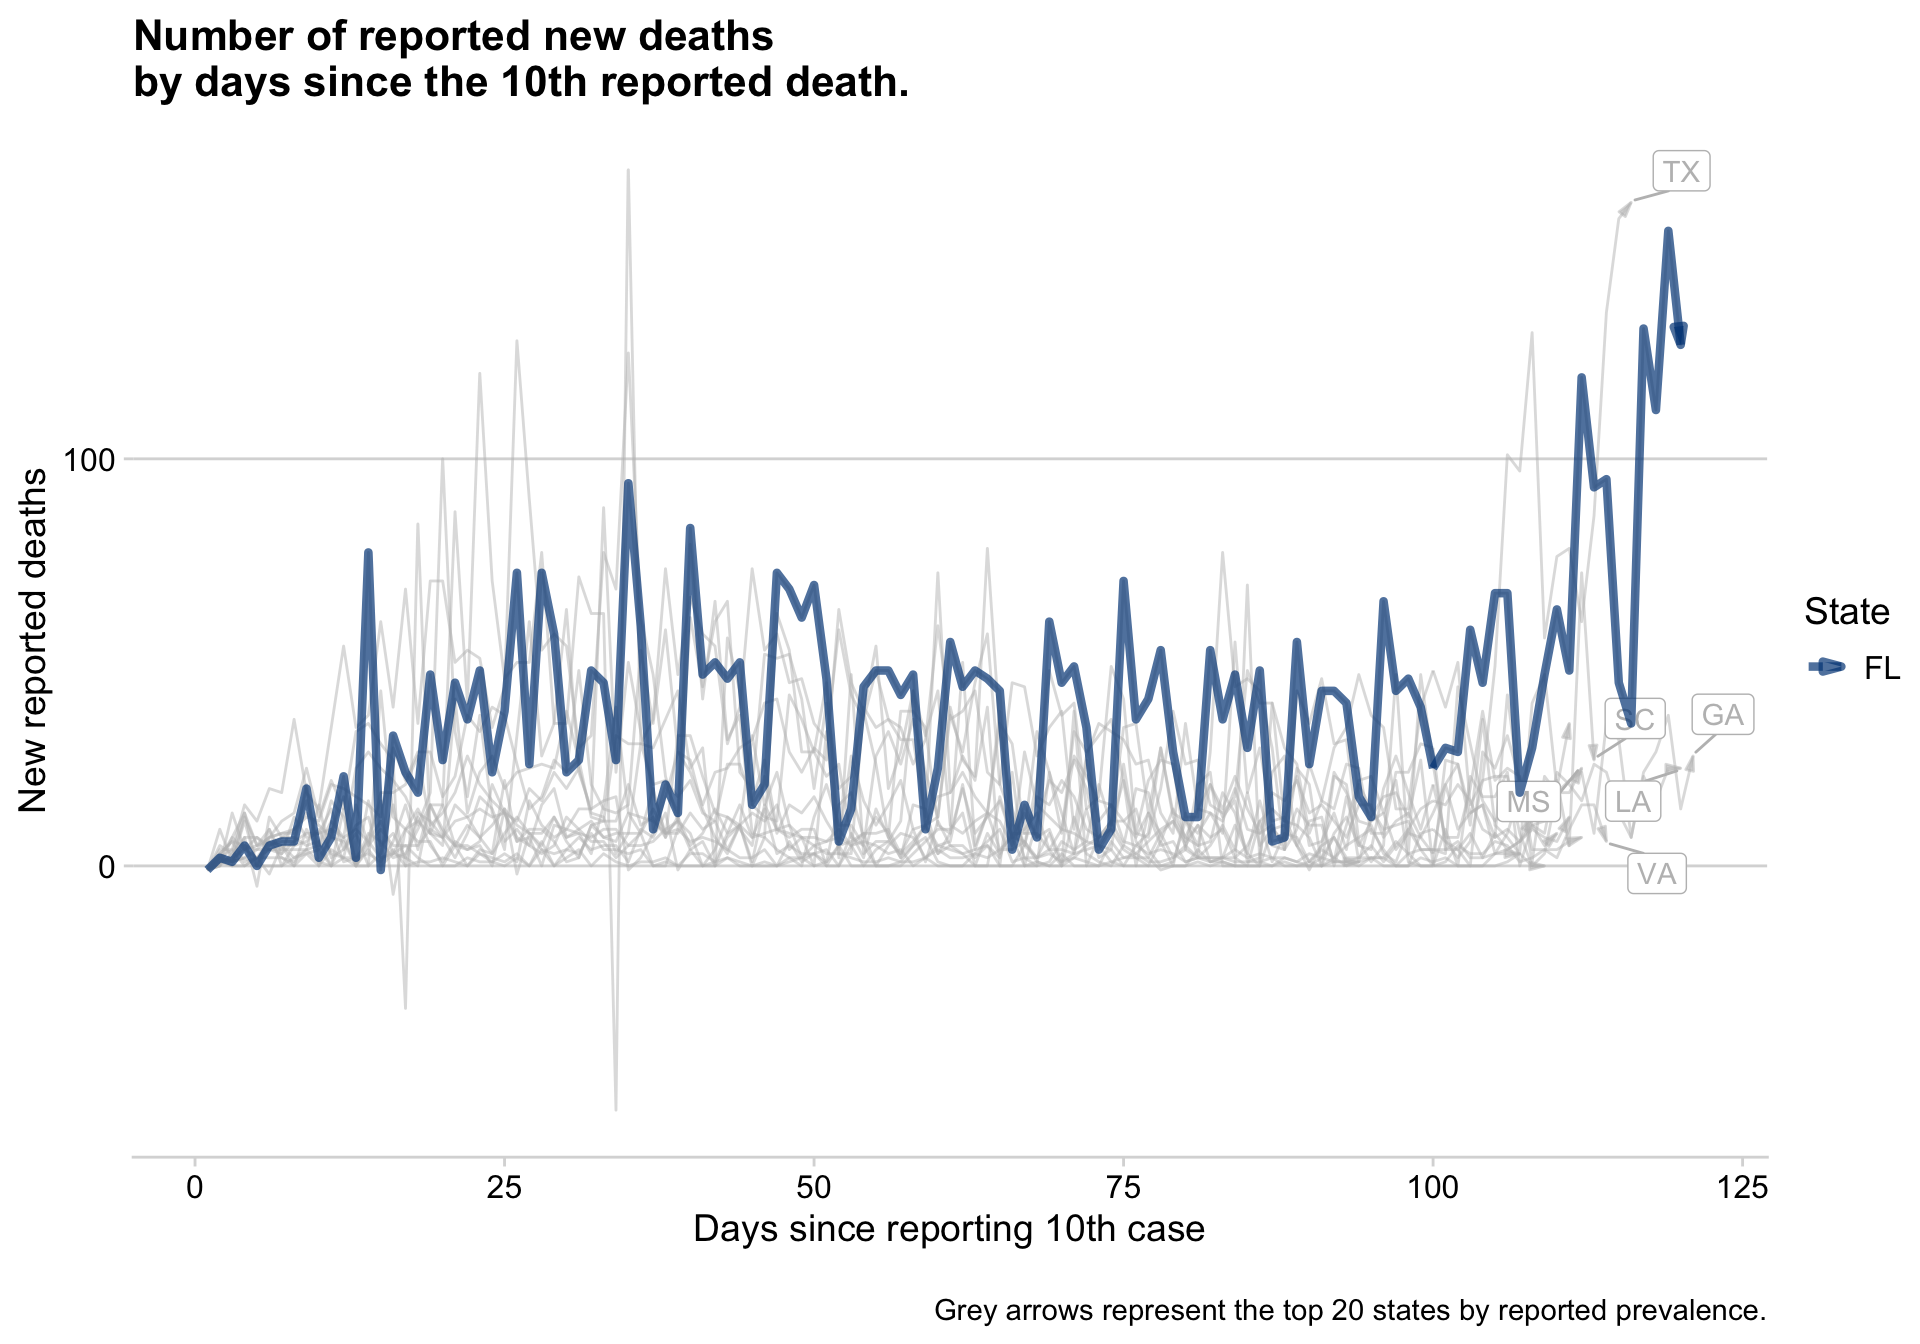 Number of reported new deaths
by days since the 10th reported death.
TX
100
New reported deaths
State
FL
SC
GA
MS
LA
0
VA
0 25 50 75 100 125
Days since reporting 10th case
Grey arrows represent the top 20 states by reported prevalence.